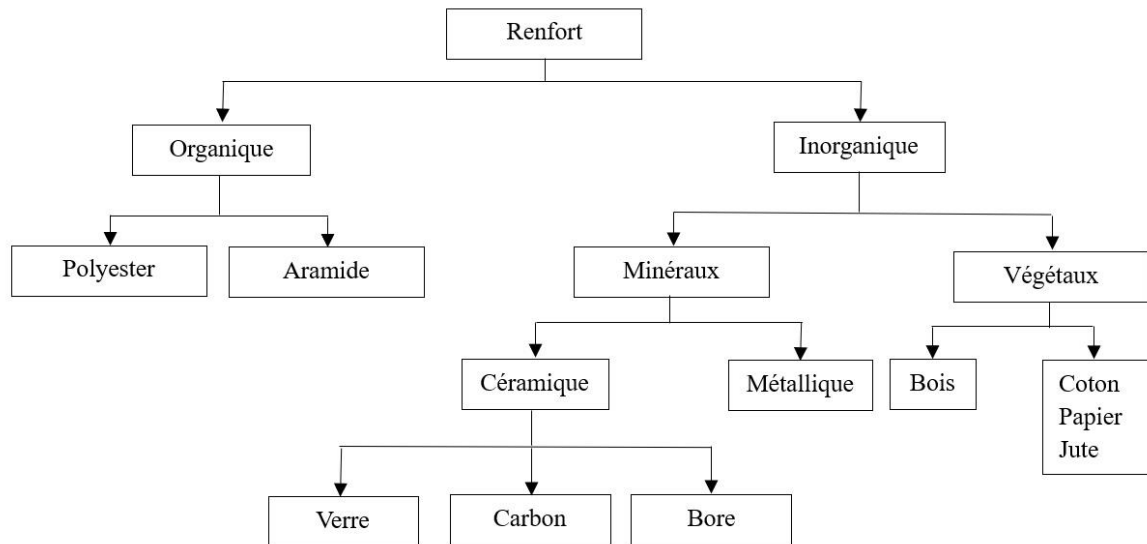 Renfort
Organique
Inorganique
Polyester
Aramide
Minéraux
Végétaux
Céramique
Métallique
Bois
Coton
Papier
Jute
Verre
Carbon
Bore